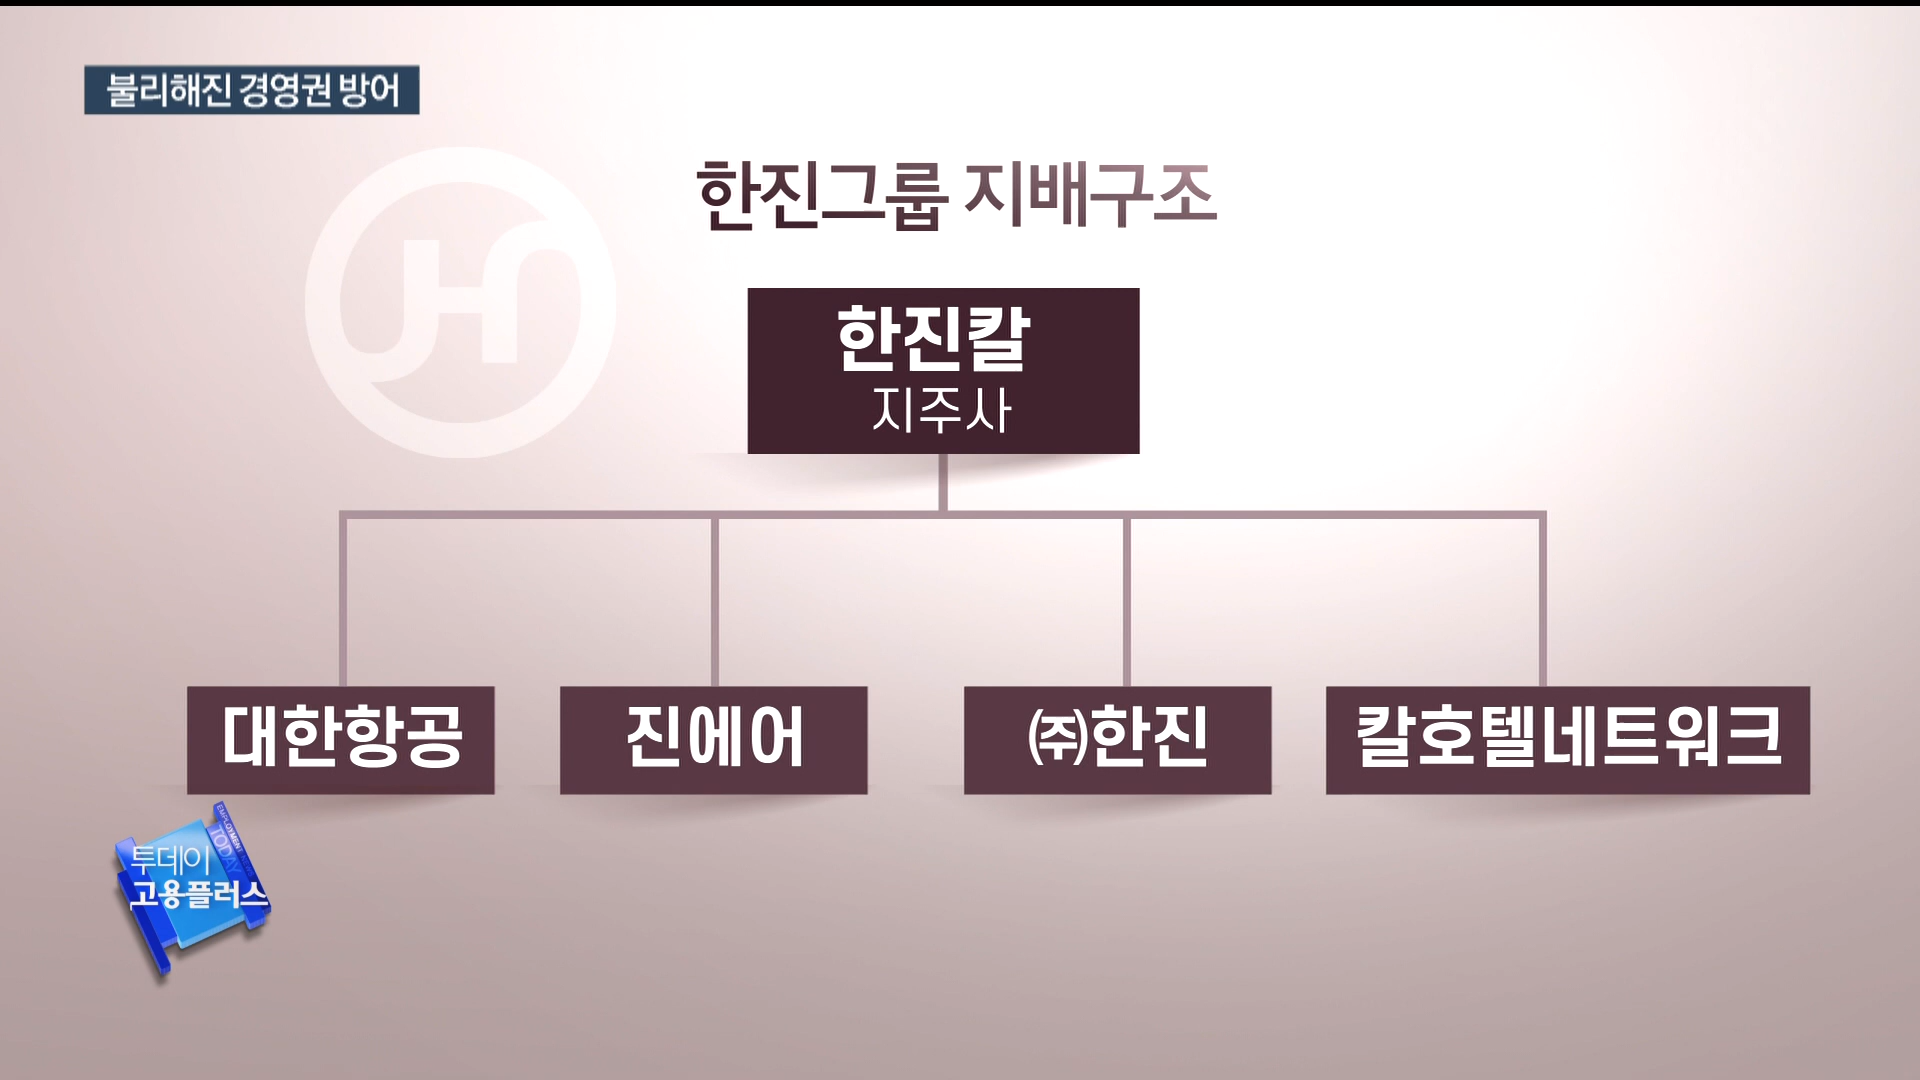 불리해진 경영권 방어
한진그룹 지배구조
한진칼
지주사
대한항공
진에어
㈜한진
칼호텔네트워크
EMPLOYMENT
TODAY
투데이
고용플러스